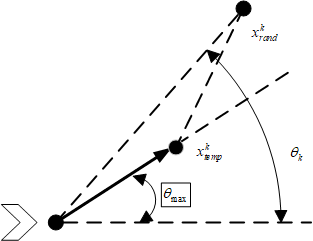 x^k_rand
x^k_temp
θ_k
θ_max